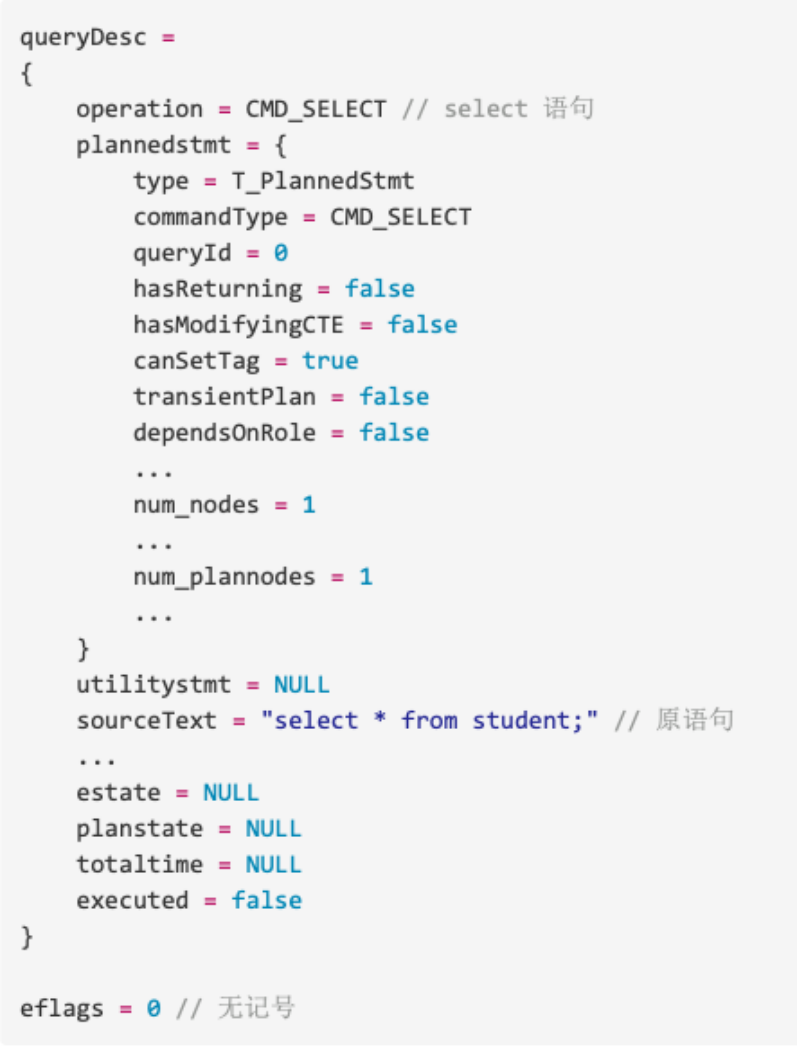 queryDesc =
{
    operation = CMD_SELECT // select 语句
    plannedstmt = {
        type = T_PlannedStmt
        commandType = CMD_SELECT
        queryId = 0
        hasReturning = false
        hasModifyingCTE = false
        canSetTag = true
        transientPlan = false
        dependsOnRole = false
        ...
        num_nodes = 1
        ...
        num_plannodes = 1
        ...
    }
    utilitystmt = NULL
    sourceText = "select * from student;" // 原语句
    ...
    estate = NULL
    planstate = NULL
    totaltime = NULL
    executed = false
}

eflags = 0 // 无记号